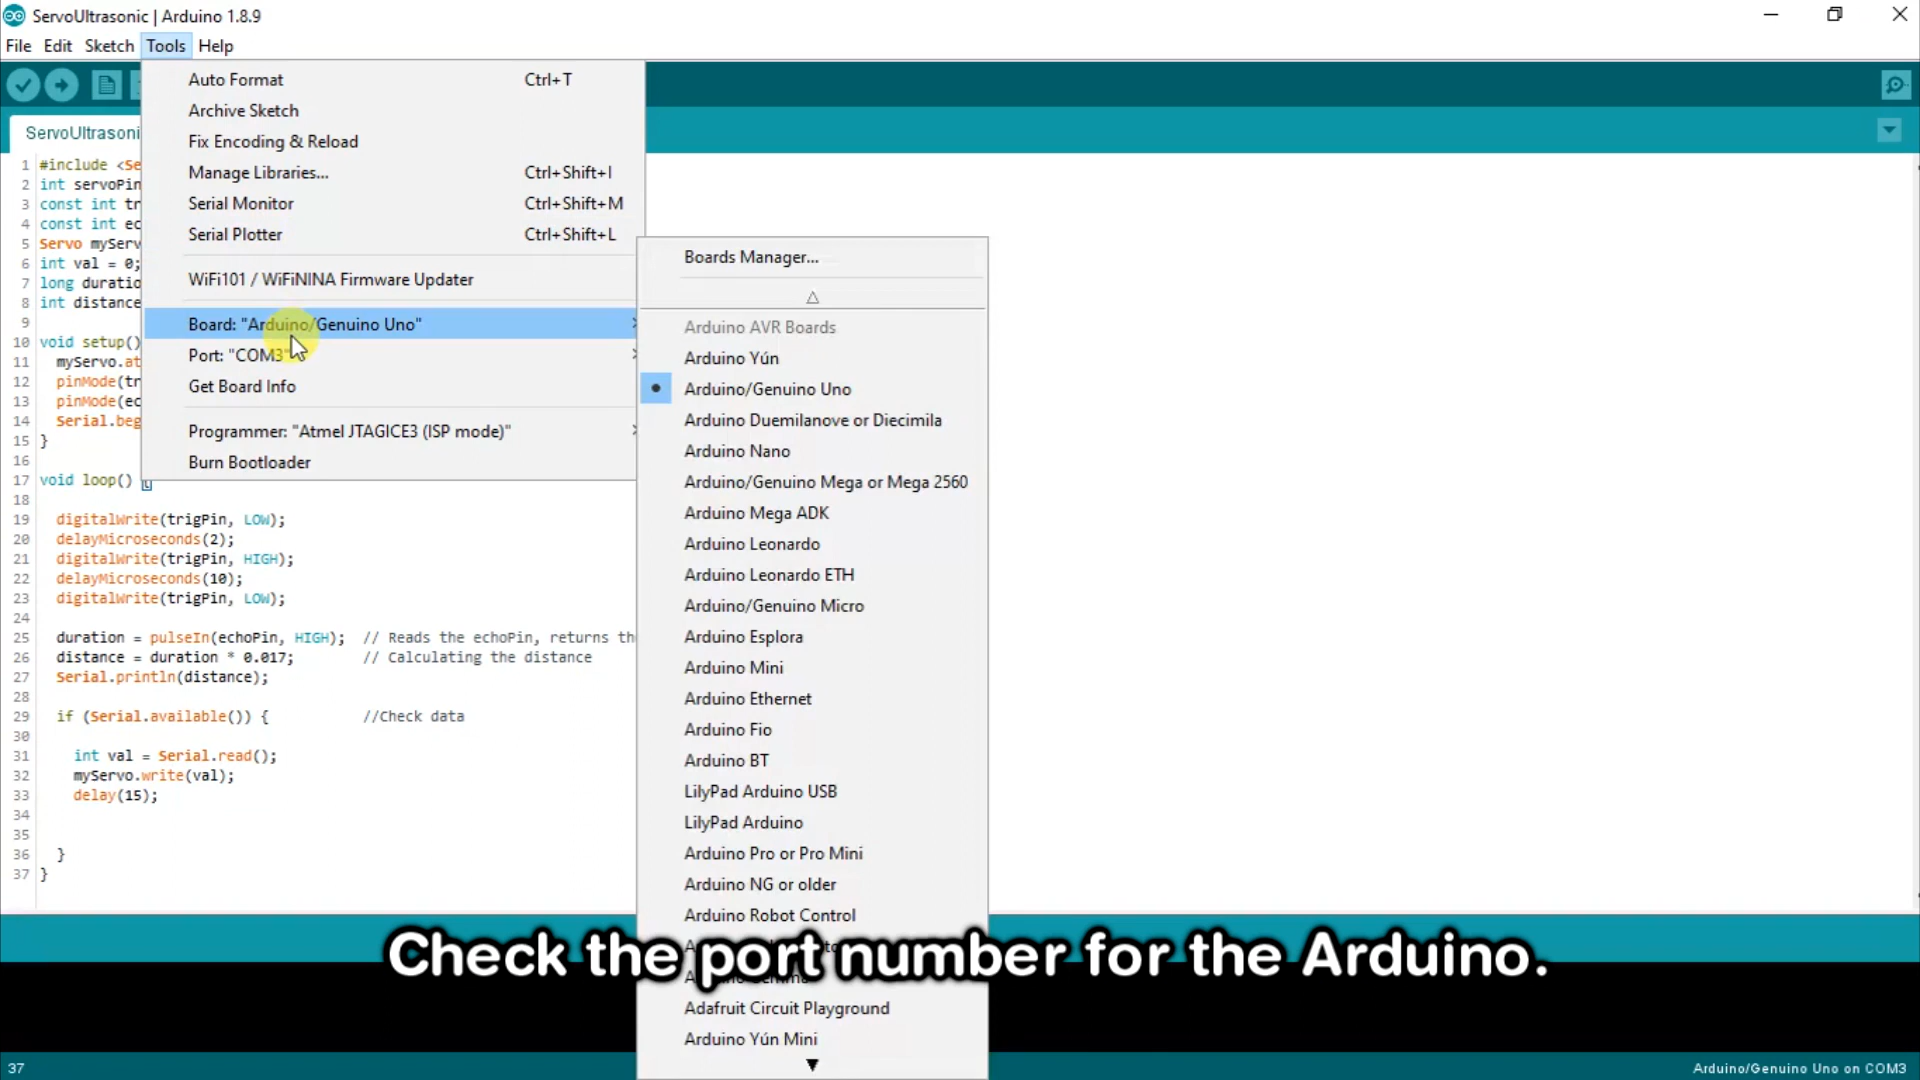 ServoUltrasonic | Arduino 1.8.9
File Edit Sketch Tools Help
Auto Format Ctrl+T
Archive Sketch
Fix Encoding & Reload
Manage Libraries... Ctrl+Shift+I
Serial Monitor Ctrl+Shift+M
Serial Plotter Ctrl+Shift+L
WiFi101 / WiFiNINA Firmware Updater
Board: "Arduino/Genuino Uno"
Port: "COM3"
Get Board Info
Programmer: "Atmel JTAGICE3 (ISP mode)"
Burn Bootloader
Boards Manager...
Arduino AVR Boards
Arduino Yún
Arduino/Genuino Uno
Arduino Duemilanove or Diecimila
Arduino Nano
Arduino/Genuino Mega or Mega 2560
Arduino Mega ADK
Arduino Leonardo
Arduino Leonardo ETH
Arduino/Genuino Micro
Arduino Esplora
Arduino Mini
Arduino Ethernet
Arduino Fio
Arduino BT
LilyPad Arduino USB
LilyPad Arduino
Arduino Pro or Pro Mini
Arduino NG or older
Arduino Robot Control
Adafruit Circuit Playground
Arduino Yún Mini
ServoUltrasoni
1 #include <Se
2 int servoPin
3 const int tr
4 const int ec
5 Servo myServ
6 int val = 0;
7 long duratio
8 int distance
9
10 void setup()
11 myServo.at
12 pinMode(tr
13 pinMode(ec
14 Serial.beg
15 }
16
17 void loop() {
18
19 digitalWrite(trigPin, LOW);
20 delayMicroseconds(2);
21 digitalWrite(trigPin, HIGH);
22 delayMicroseconds(10);
23 digitalWrite(trigPin, LOW);
24
25 duration = pulseIn(echoPin, HIGH); // Reads the echoPin, returns th
26 distance = duration * 0.017; // Calculating the distance
27 Serial.println(distance);
28
29 if (Serial.available()) { //Check data
30
31 int val = Serial.read();
32 myServo.write(val);
33 delay(15);
34
35
36 }
37 }
Check the port number for the Arduino.
37
Arduino/Genuino Uno on COM3